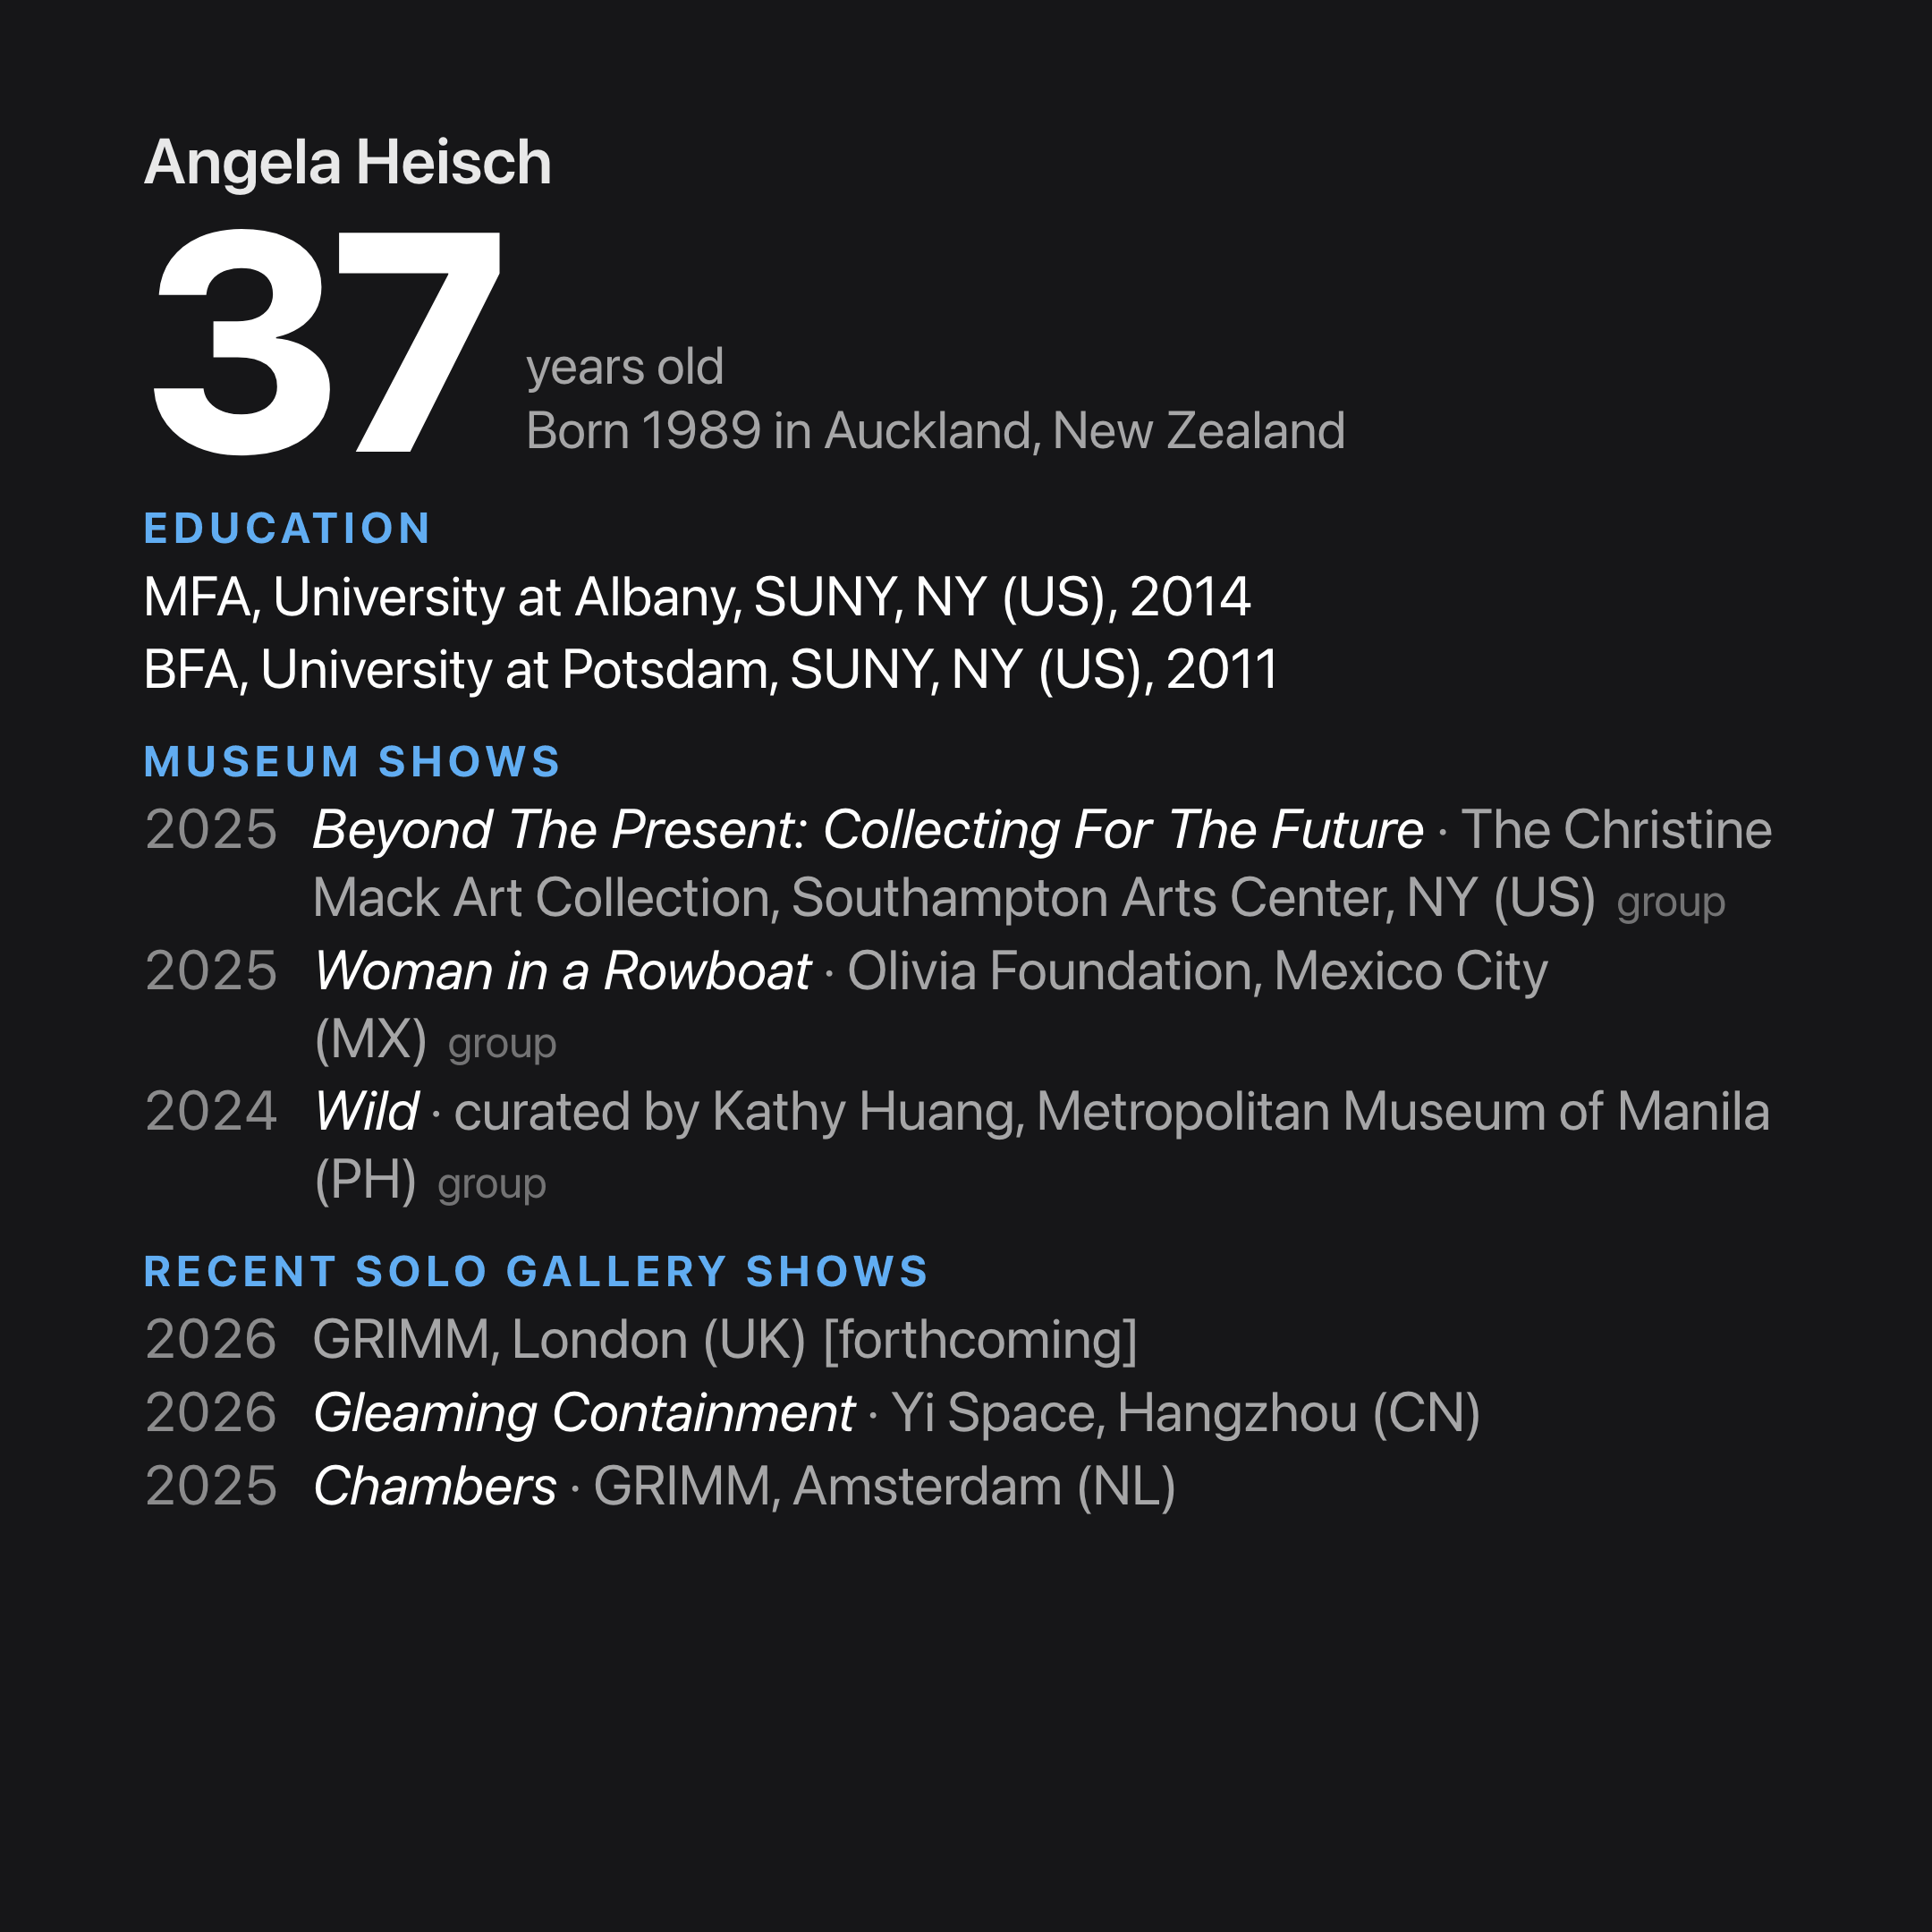 Angela Heisch
37
years old
Born 1989 in Auckland, New Zealand
EDUCATION
MFA, University at Albany, SUNY, NY (US), 2014
BFA, University at Potsdam, SUNY, NY (US), 2011
MUSEUM SHOWS
2025 Beyond The Present: Collecting For The Future · The Christine
Mack Art Collection, Southampton Arts Center, NY (US) group
2025 Woman in a Rowboat · Olivia Foundation, Mexico City
(MX) group
2024 Wild · curated by Kathy Huang, Metropolitan Museum of Manila
(PH) group
RECENT SOLO GALLERY SHOWS
2026 GRIMM, London (UK) [forthcoming]
2026 Gleaming Containment · Yi Space, Hangzhou (CN)
2025 Chambers · GRIMM, Amsterdam (NL)